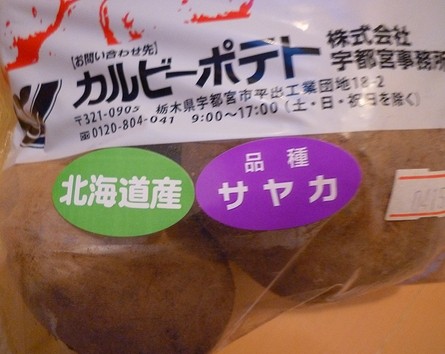 【お問い合わせ先】
カルビーポテト 株式会社
宇都宮事務所
〒321-0905 栃木県宇都宮市平出工業団地18-2
0120-804-041 9:00～17:00（土・日・祝日を除く）
北海道産
品種
サヤカ